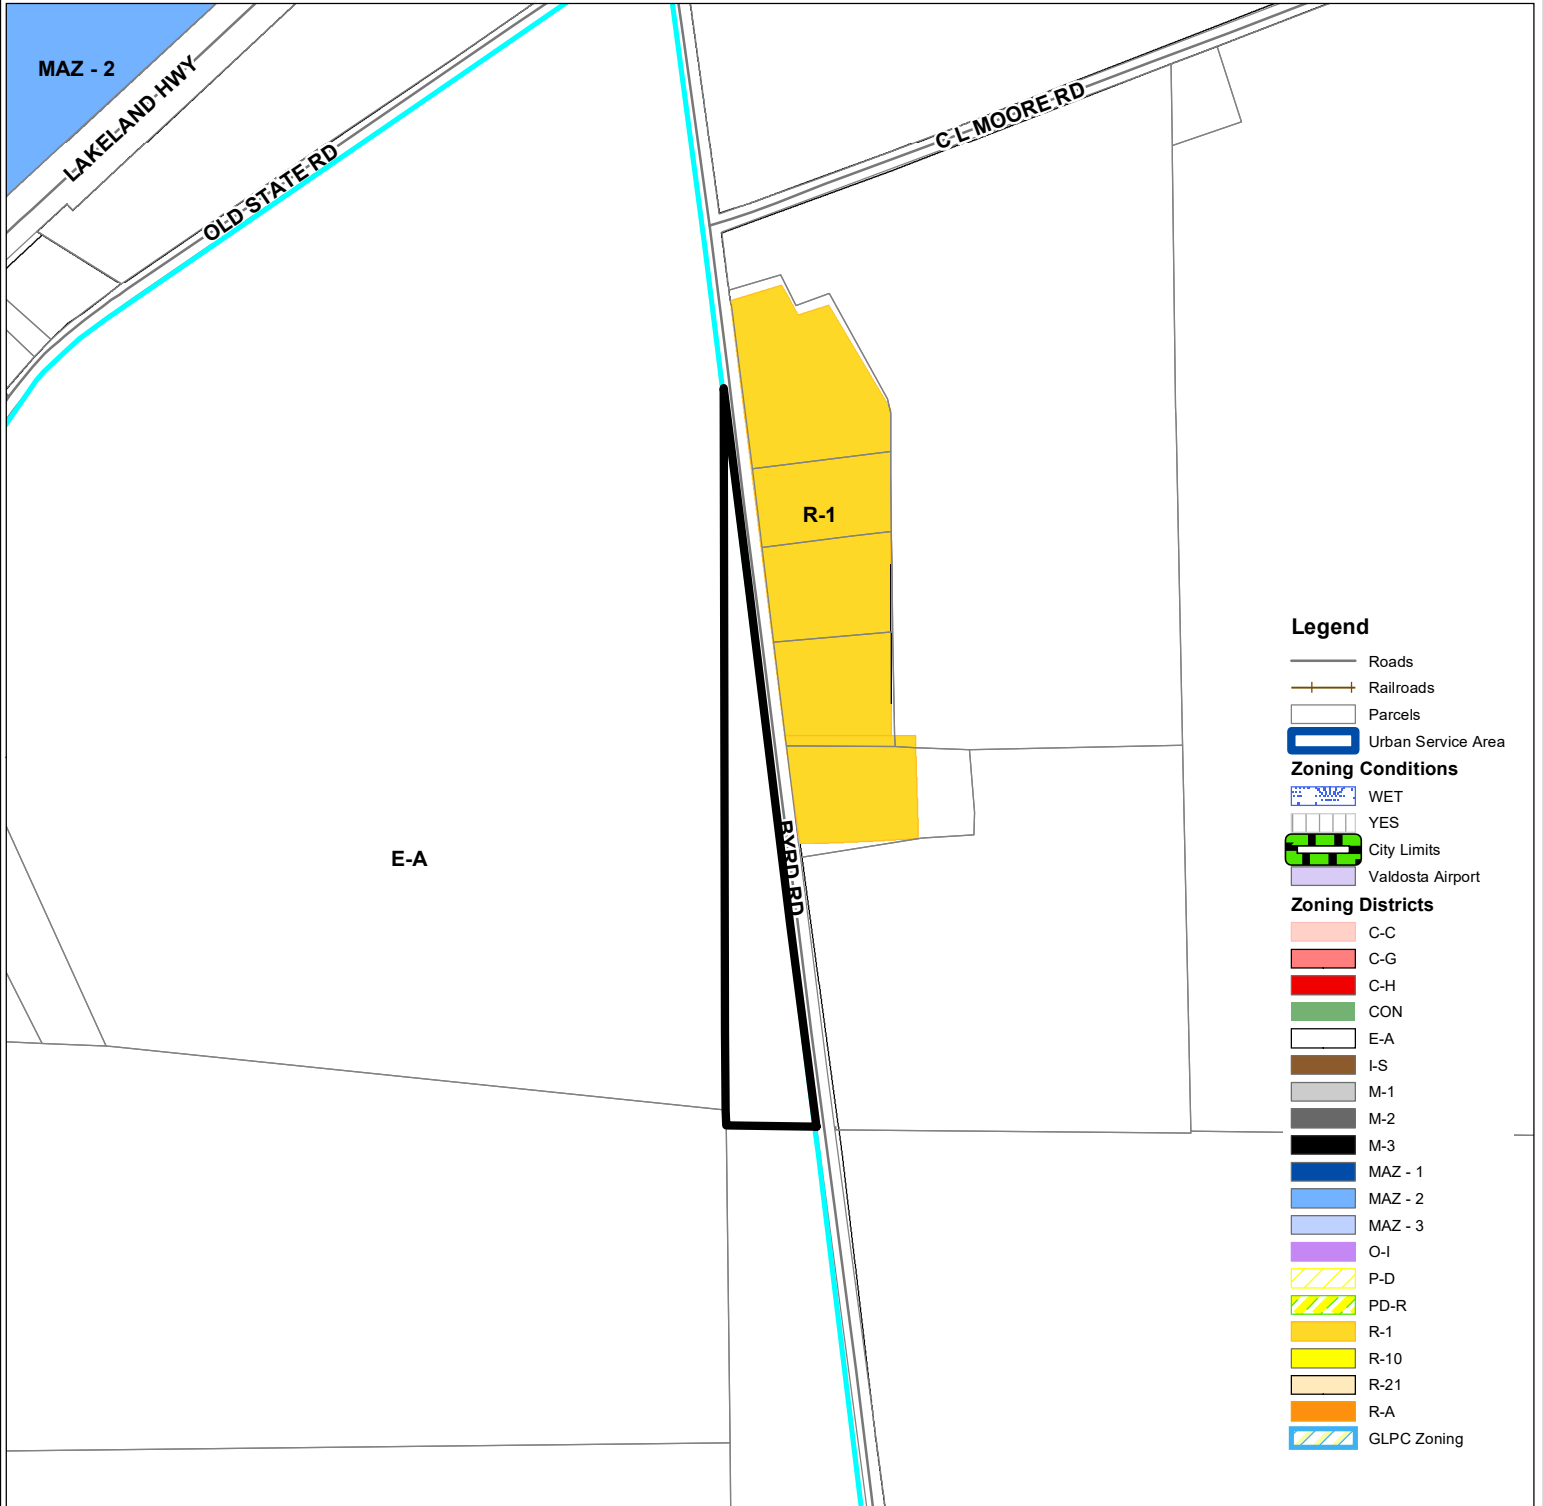 MAZ - 2
LAKELAND HWY
OLD STATE RD
C L MOORE RD
R-1
BYRD RD
E-A
Legend
Roads
Railroads
Parcels
Urban Service Area
Zoning Conditions
WET
YES
City Limits
Valdosta Airport
Zoning Districts
C-C
C-G
C-H
CON
E-A
I-S
M-1
M-2
M-3
MAZ - 1
MAZ - 2
MAZ - 3
O-I
P-D
PD-R
R-1
R-10
R-21
R-A
GLPC Zoning